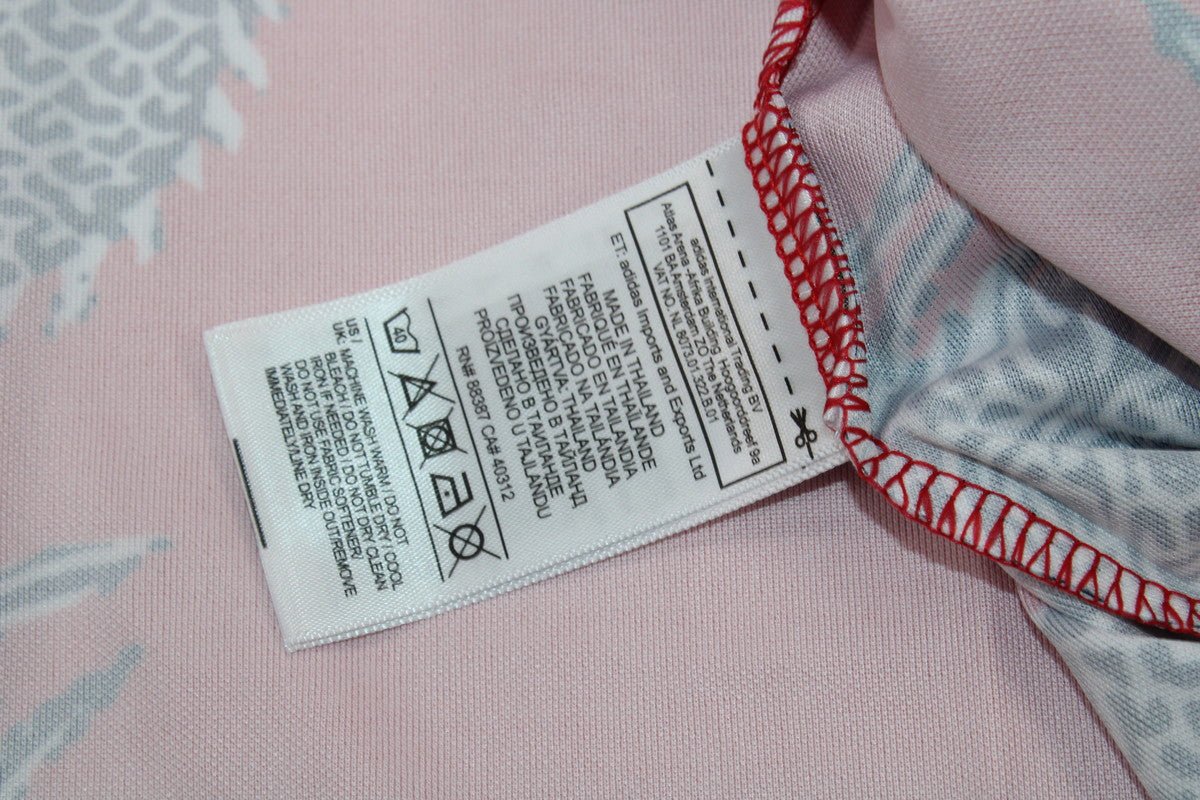 adidas International Trading BV
Atlas Arena -Afrika Building Hoogoorddreef 9a
1101 BA Amsterdam ZO The Netherlands
VAT NO. NL 8073.01.322.B.01
ET: adidas Imports and Exports Ltd
MADE IN THAILAND
FABRIQUÉ EN THAÏLANDE
FABRICADO EN TAILANDIA
FABRICADO NA TAILÂNDIA
GYÁRTVA: THAILAND
ПРОИЗВЕДЕНО В ТАЙЛАНД
СДЕЛАНО В ТАИЛАНДЕ
PROIZVEDENO U TAJLANDU
RN# 88387 CA# 40312
40
US / MACHINE WASH WARM / DO NOT
UK: BLEACH / DO NOT TUMBLE DRY / COOL
IRON IF NEEDED / DO NOT DRY CLEAN
DO NOT USE FABRIC SOFTENER/
WASH AND IRON INSIDE-OUT/REMOVE
IMMEDIATELY/LINE DRY